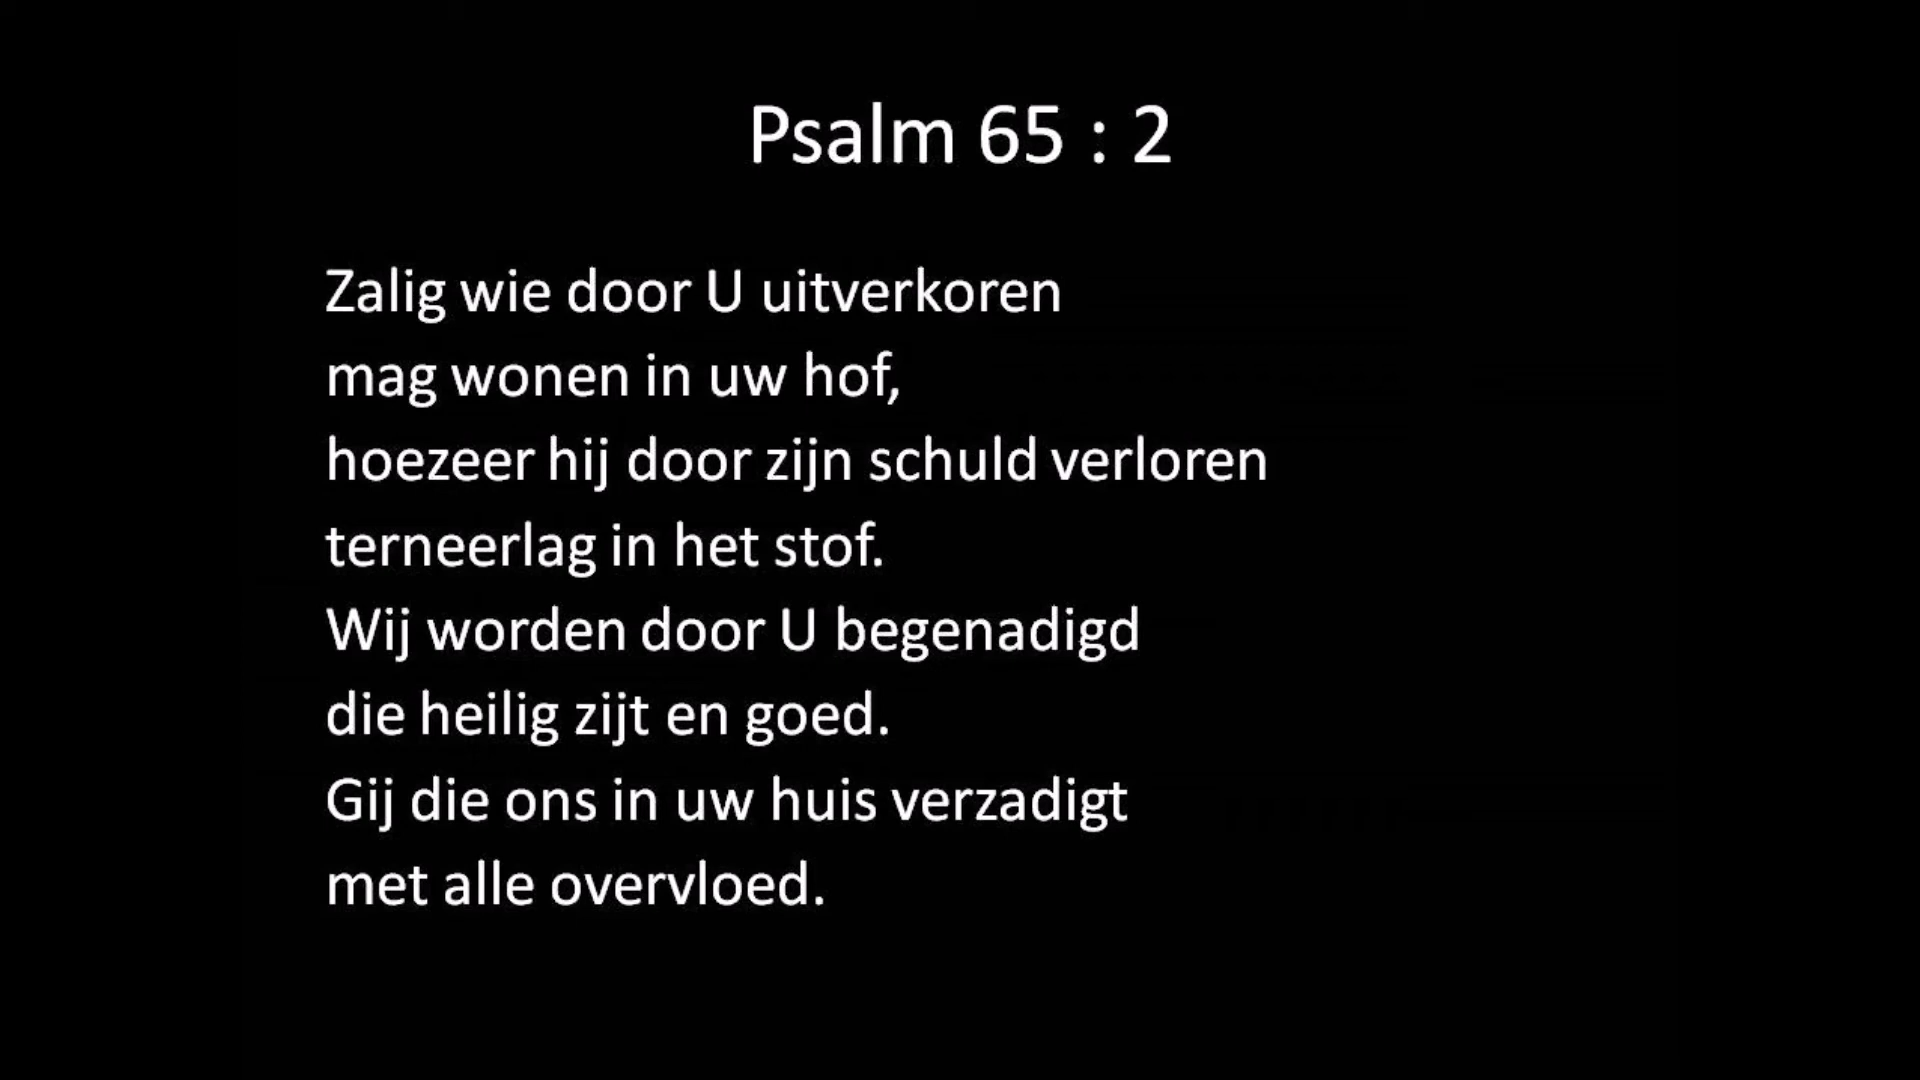 Psalm 65 : 2
Zalig wie door U uitverkoren
mag wonen in uw hof,
hoezeer hij door zijn schuld verloren
terneerlag in het stof.
Wij worden door U begenadigd
die heilig zijt en goed.
Gij die ons in uw huis verzadigt
met alle overvloed.